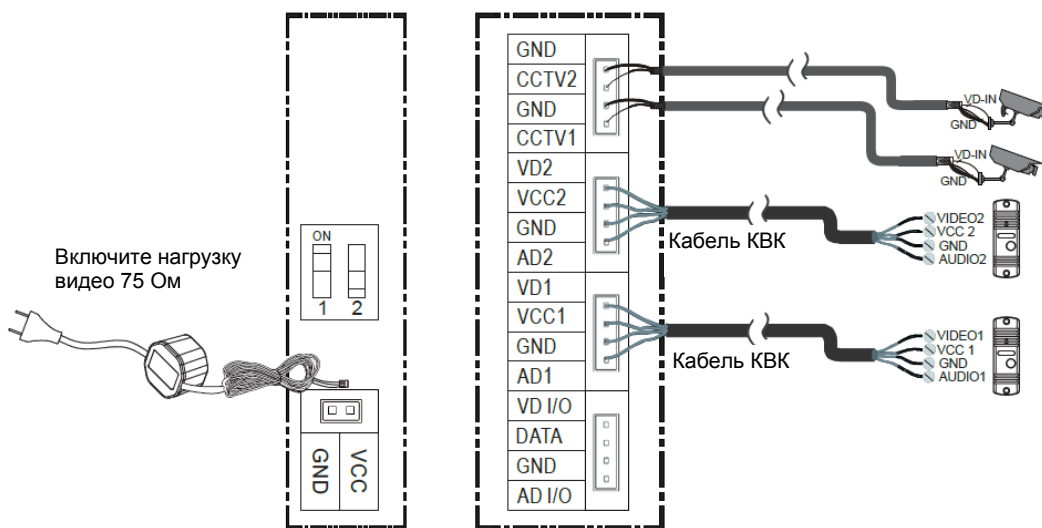 Включите нагрузку
видео 75 Ом
ON
1 2
GND
VCC
GND
CCTV2
GND
CCTV1
VD2
VCC2
GND
AD2
VD1
VCC1
GND
AD1
VD I/O
DATA
GND
AD I/O
VD-IN
GND
VD-IN
GND
Кабель КВК
VIDEO2
VCC 2
GND
AUDIO2
Кабель КВК
VIDEO1
VCC 1
GND
AUDIO1